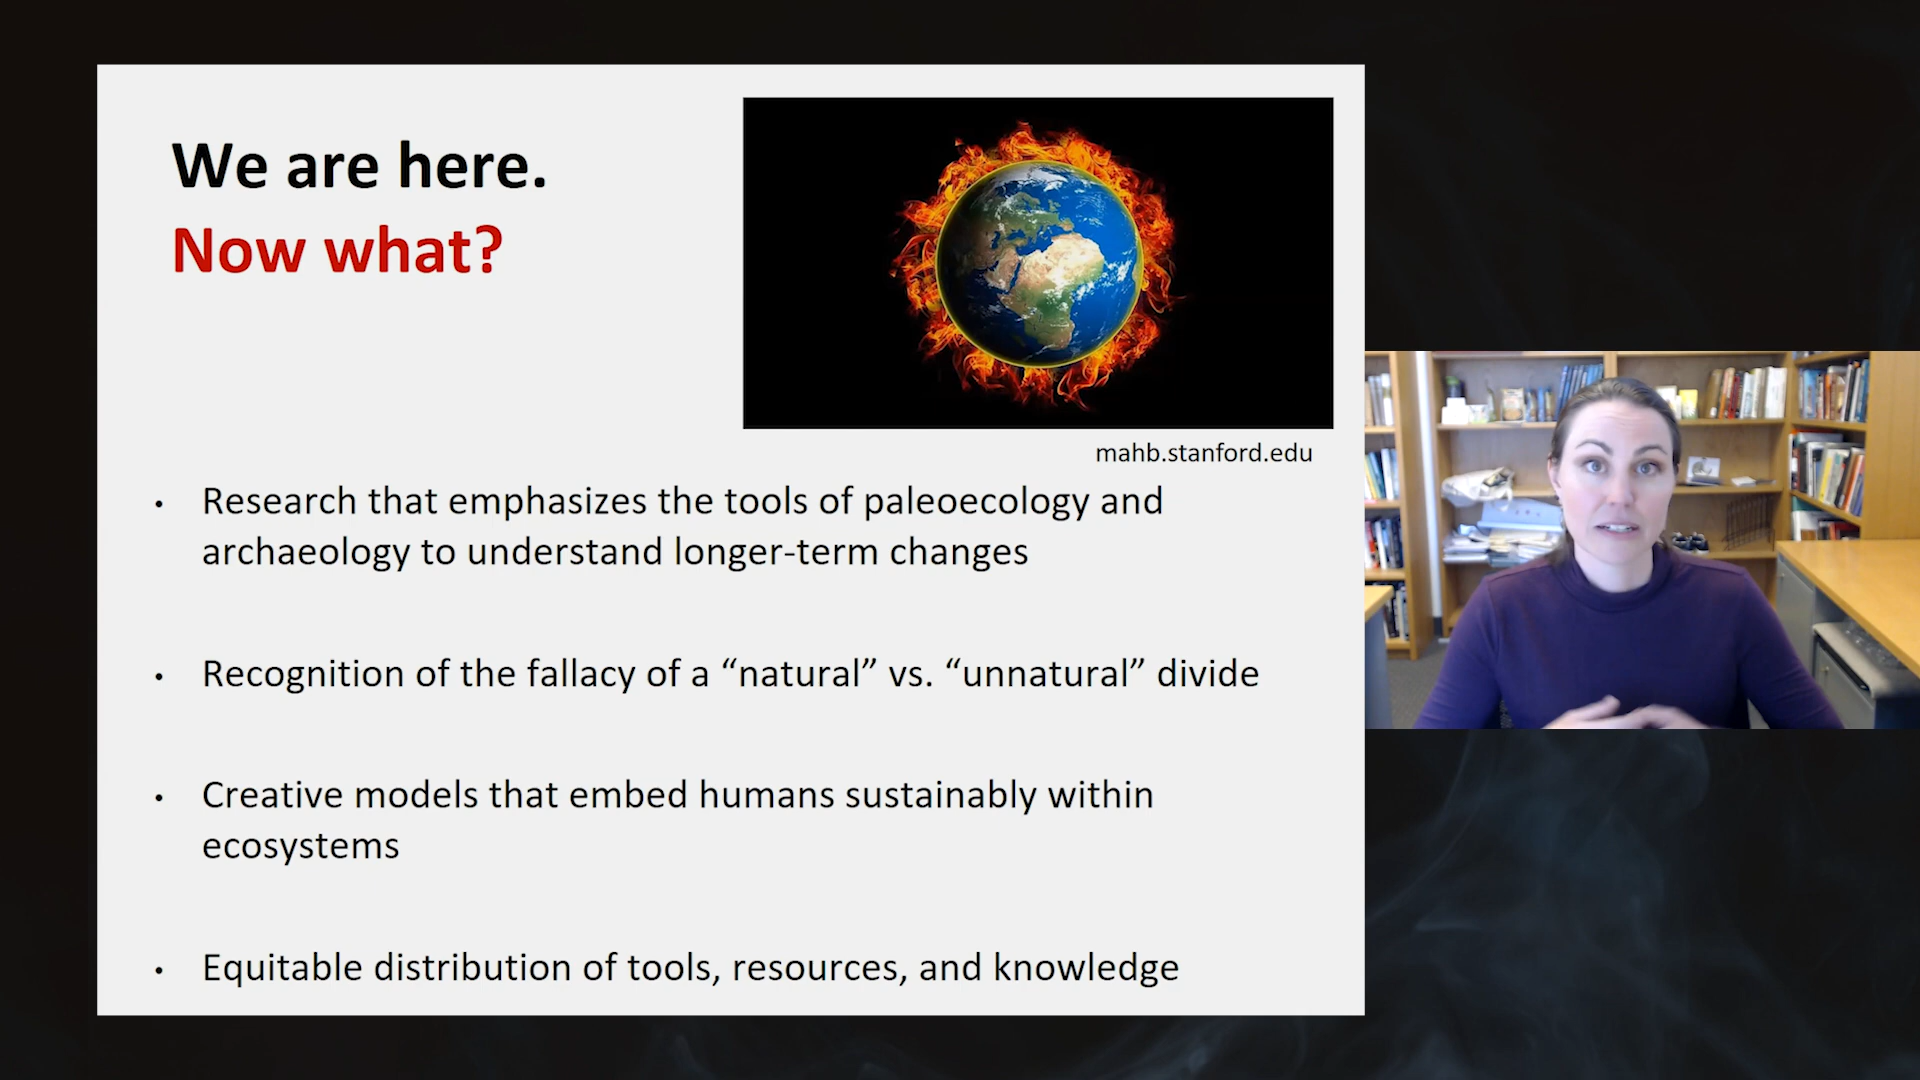 We are here.
Now what?
mahb.stanford.edu
• Research that emphasizes the tools of paleoecology and
archaeology to understand longer-term changes
• Recognition of the fallacy of a “natural” vs. “unnatural” divide
• Creative models that embed humans sustainably within
ecosystems
• Equitable distribution of tools, resources, and knowledge